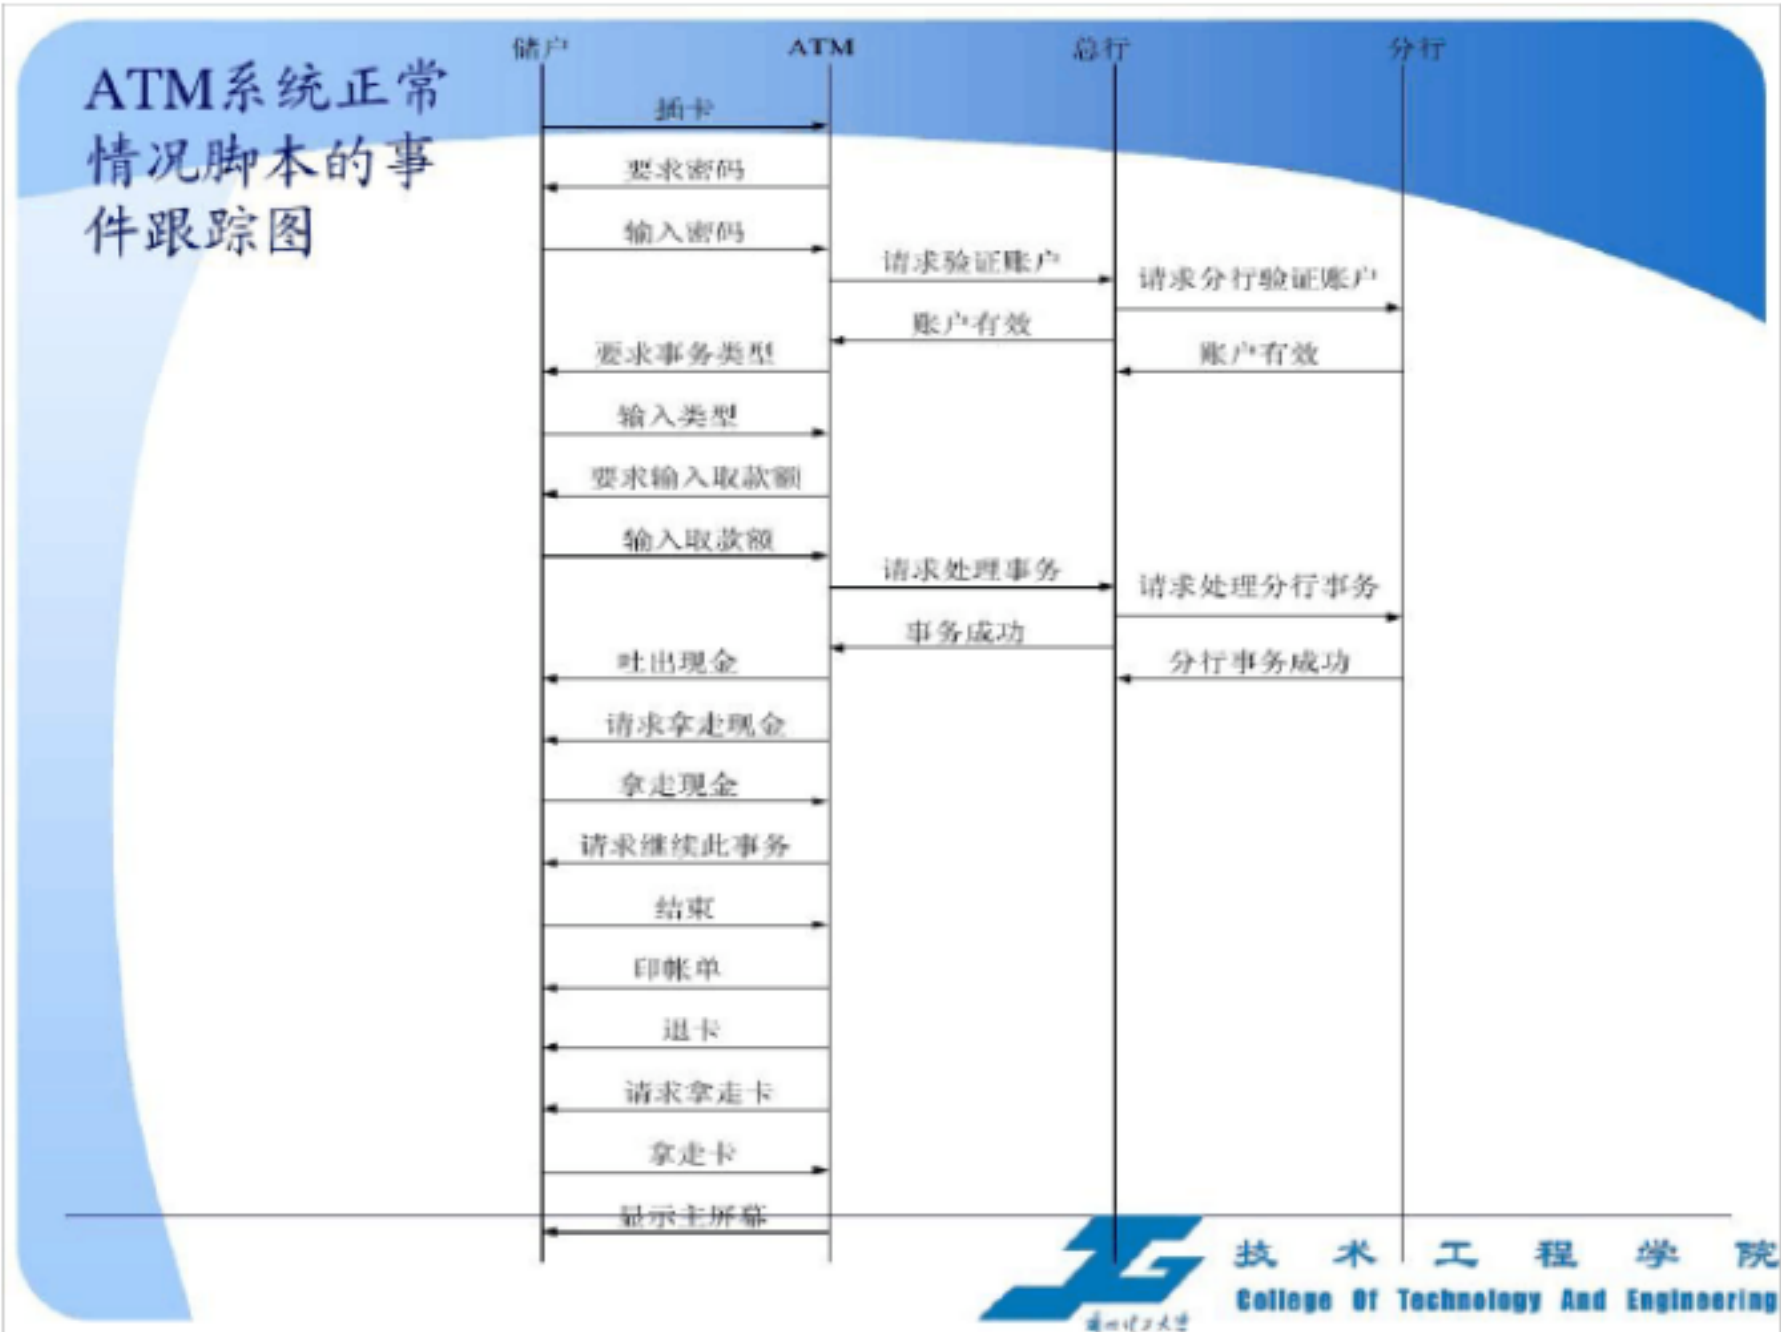 ATM系统正常
情况脚本的事
件跟踪图
储户 ATM 总行 分行
插卡
要求密码
输入密码
请求验证账户
请求分行验证账户
账户有效
要求事务类型
账户有效
输入类型
要求输入取款额
输入取款额
请求处理事务
请求处理分行事务
事务成功
吐出现金
分行事务成功
请求拿走现金
拿走现金
请求继续此事务
结束
印帐单
退卡
请求拿走卡
拿走卡
显示主屏幕
技术工程学院
College Of Technology And Engineering